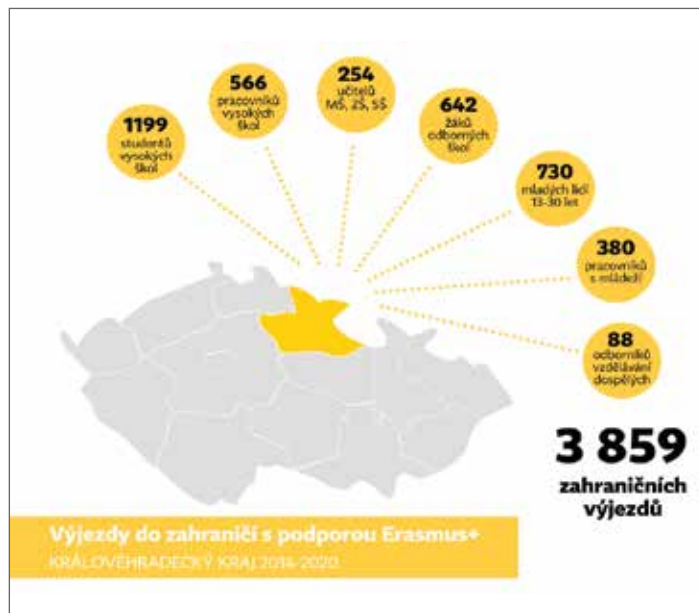 1199
studentů
vysokých
škol
566
pracovníků
vysokých
škol
254
učitelů
MŠ, ZŠ, SŠ
642
žáků
odborných
škol
730
mladých lidí
13-30 let
380
pracovníků
s mládeží
88
odborníků
vzdělávání
dospělých
3 859
zahraničních
výjezdů
Výjezdy do zahraničí s podporou Erasmus+
KRÁLOVÉHRADECKÝ KRAJ 2014-2020